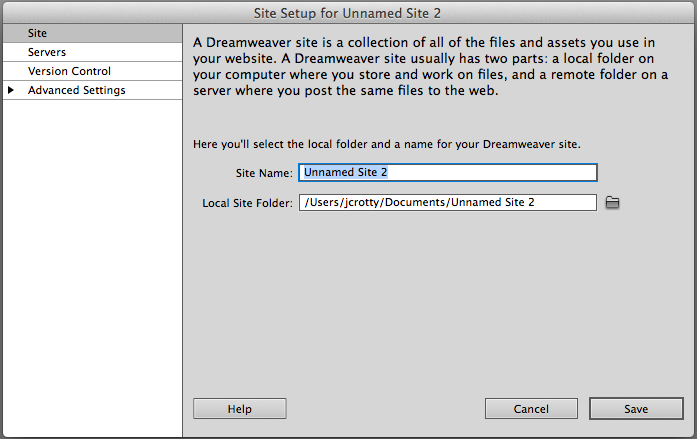 Site Setup for Unnamed Site 2
Site
Servers
Version Control
Advanced Settings
A Dreamweaver site is a collection of all of the files and assets you use in
your website. A Dreamweaver site usually has two parts: a local folder on
your computer where you store and work on files, and a remote folder on a
server where you post the same files to the web.
Here you'll select the local folder and a name for your Dreamweaver site.
Site Name: Unnamed Site 2
Local Site Folder: /Users/jcrotty/Documents/Unnamed Site 2
Help Cancel Save